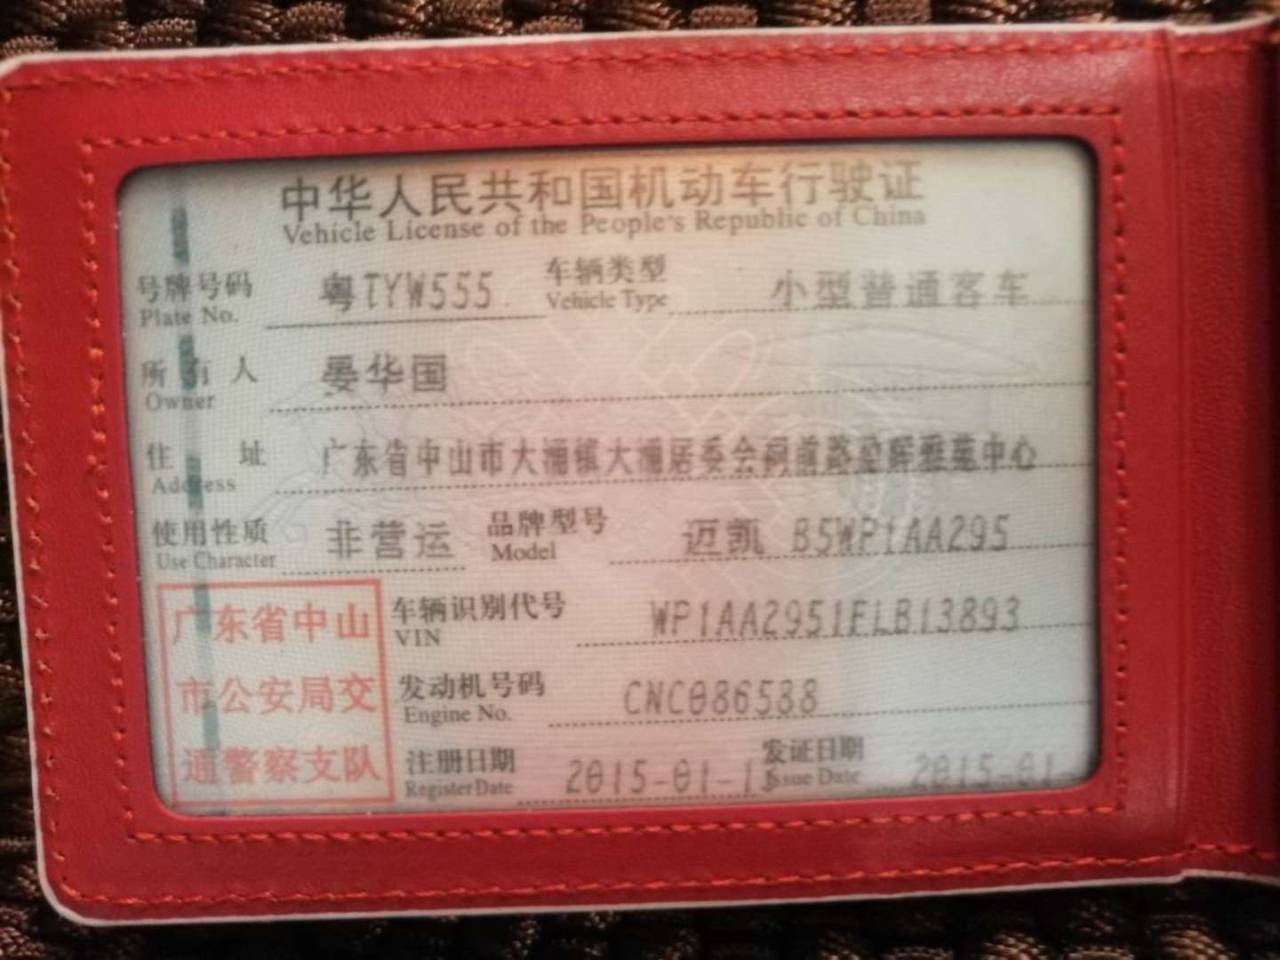 中华人民共和国机动车行驶证
Vehicle License of the People's Republic of China
号牌号码 粤TYW555 车辆类型 小型普通客车
Plate No. Vehicle Type
所有人 晏华国
Owner
住址 广东省中山市大涌镇大涌居委会 中心
Address
使用性质 非营运 品牌型号 迈凯 B5WP1AA295
Use Character Model
车辆识别代号 WP1AA2951FLB13893
VIN
发动机号码 CNC086588
Engine No.
注册日期 2015-01-1 发证日期 2015-01-
Register Date Issue Date
广东省中山
市公安局交
通警察支队